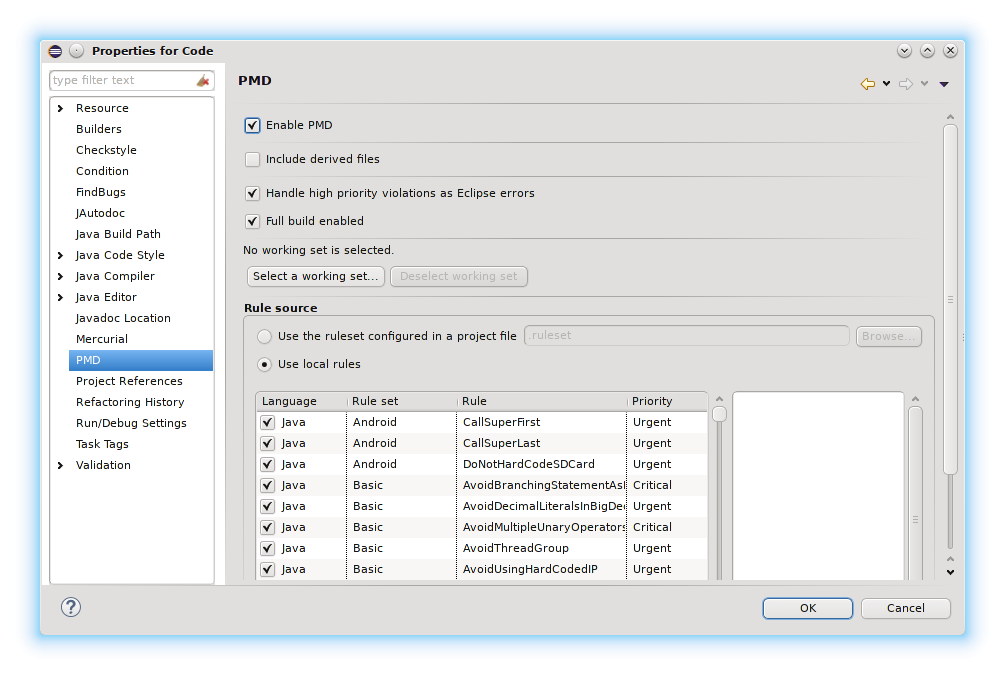 Properties for Code
type filter text
Resource
Builders
Checkstyle
Condition
FindBugs
JAutodoc
Java Build Path
Java Code Style
Java Compiler
Java Editor
Javadoc Location
Mercurial
PMD
Project References
Refactoring History
Run/Debug Settings
Task Tags
Validation
PMD
Enable PMD
Include derived files
Handle high priority violations as Eclipse errors
Full build enabled
No working set is selected.
Select a working set... Deselect working set
Rule source
Use the ruleset configured in a project file .ruleset Browse...
Use local rules
Language Rule set Rule Priority
Java Android CallSuperFirst Urgent
Java Android CallSuperLast Urgent
Java Android DoNotHardCodeSDCard Urgent
Java Basic AvoidBranchingStatementAsl Critical
Java Basic AvoidDecimalLiteralsInBigDe Urgent
Java Basic AvoidMultipleUnaryOperators Critical
Java Basic AvoidThreadGroup Urgent
Java Basic AvoidUsingHardCodedIP Urgent
? OK Cancel